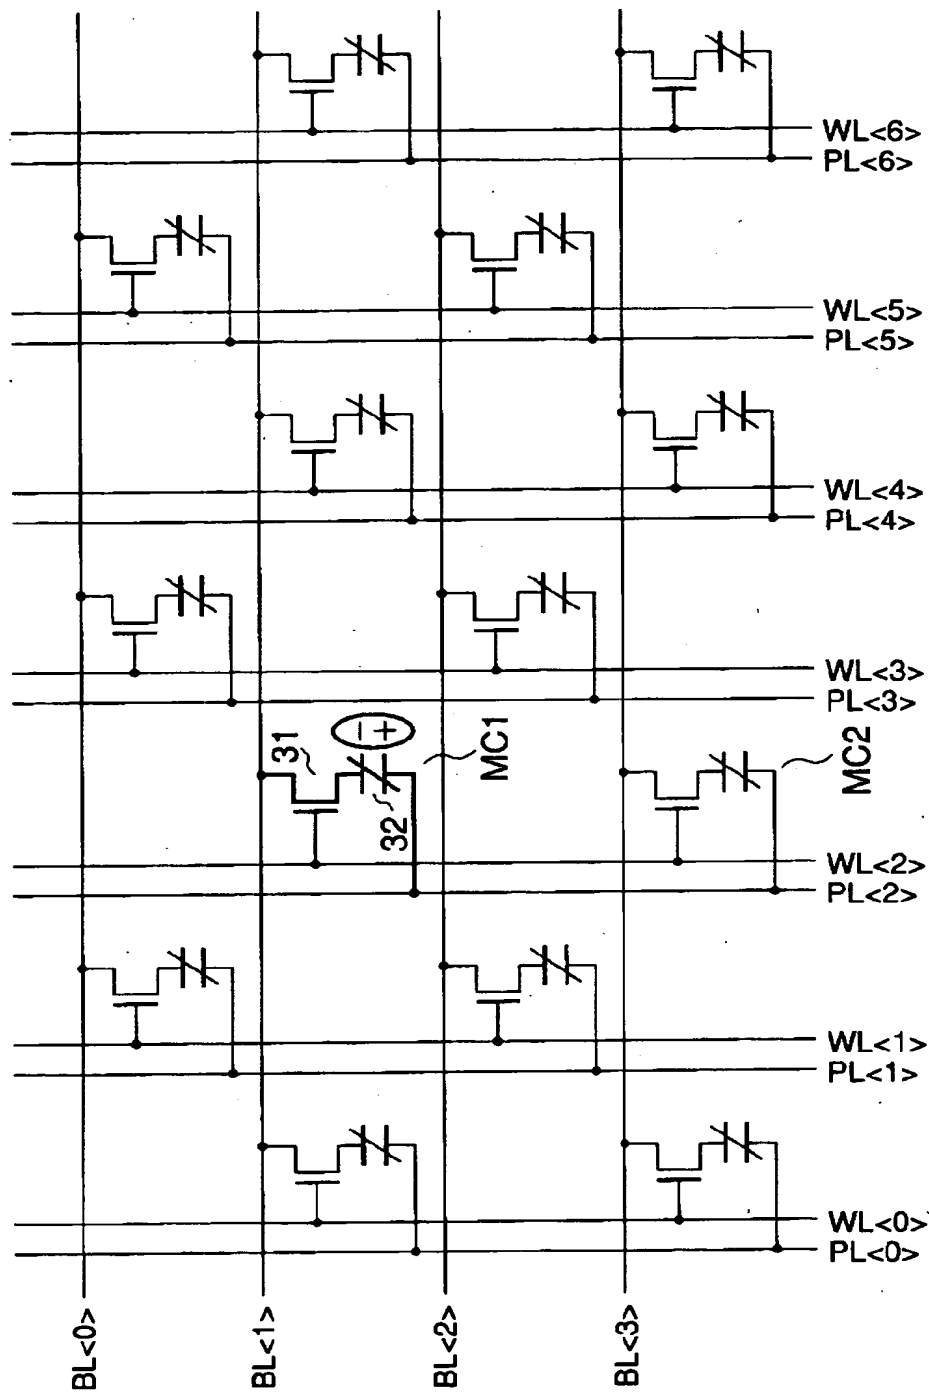 WL<6>
PL<6>
WL<5>
PL<5>
WL<4>
PL<4>
WL<3>
PL<3>
31
− +
32
MC1
MC2
WL<2>
PL<2>
WL<1>
PL<1>
WL<0>
PL<0>
BL<0>
BL<1>
BL<2>
BL<3>